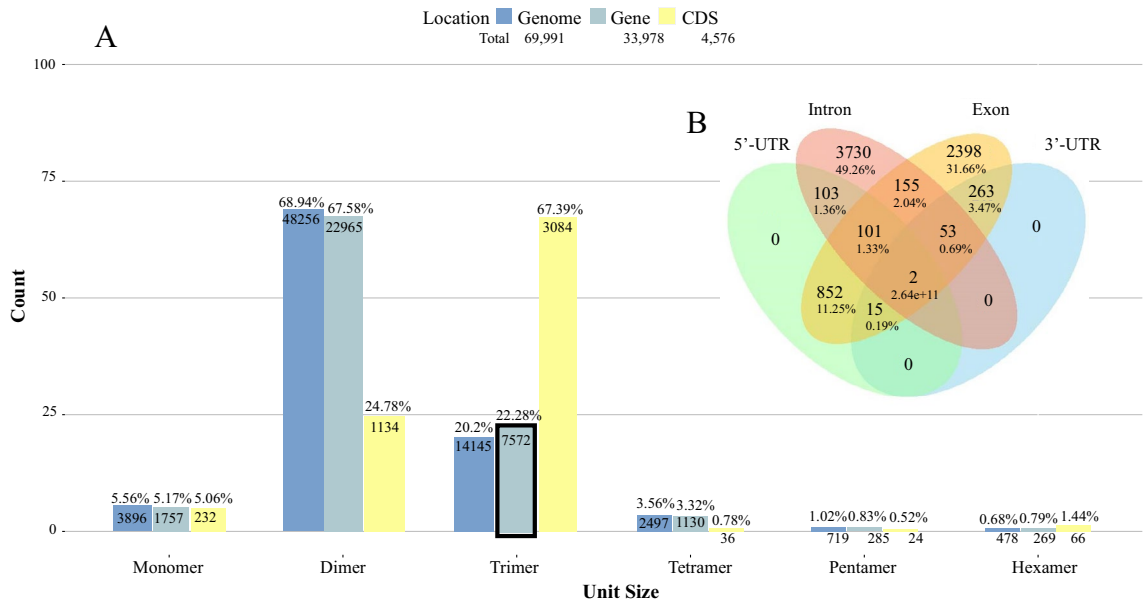 A
Location Genome Gene CDS
Total 69,991 33,978 4,576
Count
100
75
50
25
0
5.56% 5.17% 5.06%
3896 1757 232
68.94% 67.58%
48256 22965
24.78%
1134
20.2% 22.28%
14145 7572
67.39%
3084
3.56% 3.32% 0.78%
2497 1130 36
1.02% 0.83% 0.52%
719 285 24
0.68% 0.79% 1.44%
478 269 66
Monomer Dimer Trimer Tetramer Pentamer Hexamer
Unit Size
B
Intron Exon
5’-UTR 3’-UTR
3730
49.26%
2398
31.66%
103
1.36%
155
2.04%
263
3.47%
0
101
1.33%
53
0.69%
0
2
2.64e+11
852
11.25%
15
0.19%
0
0